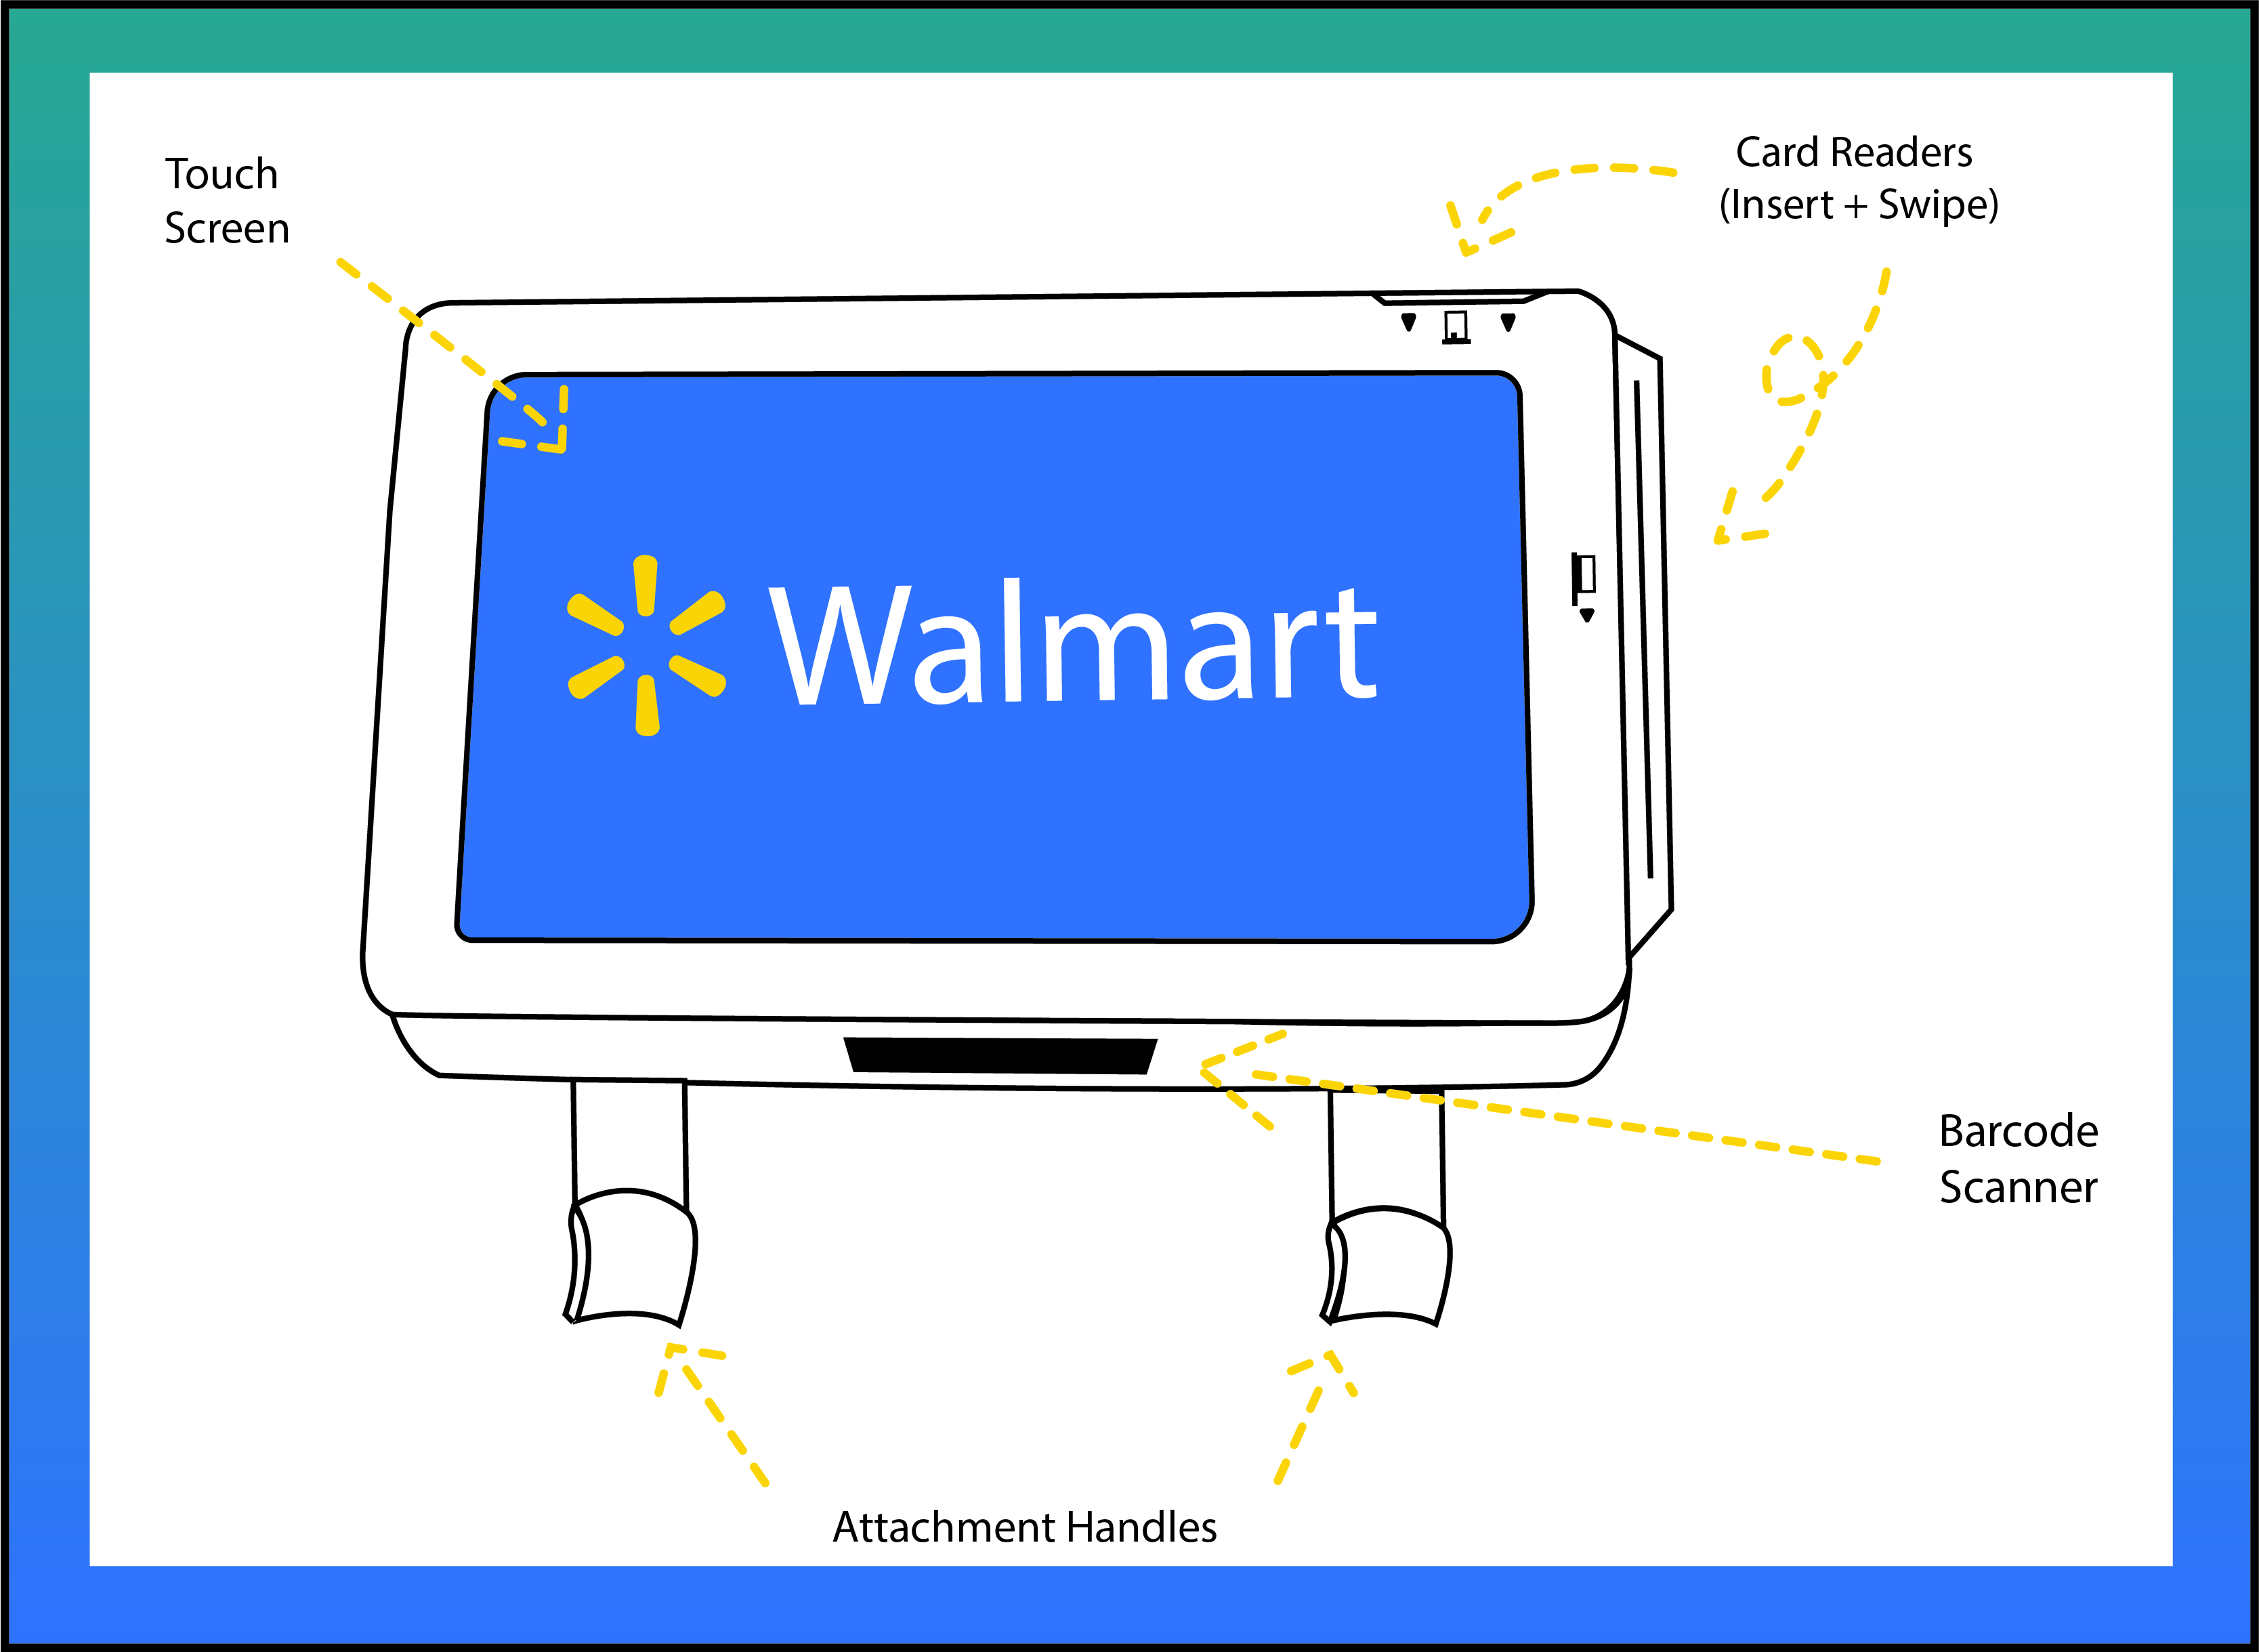 Touch
Screen
Card Readers
(Insert + Swipe)
Walmart
Barcode
Scanner
Attachment Handles